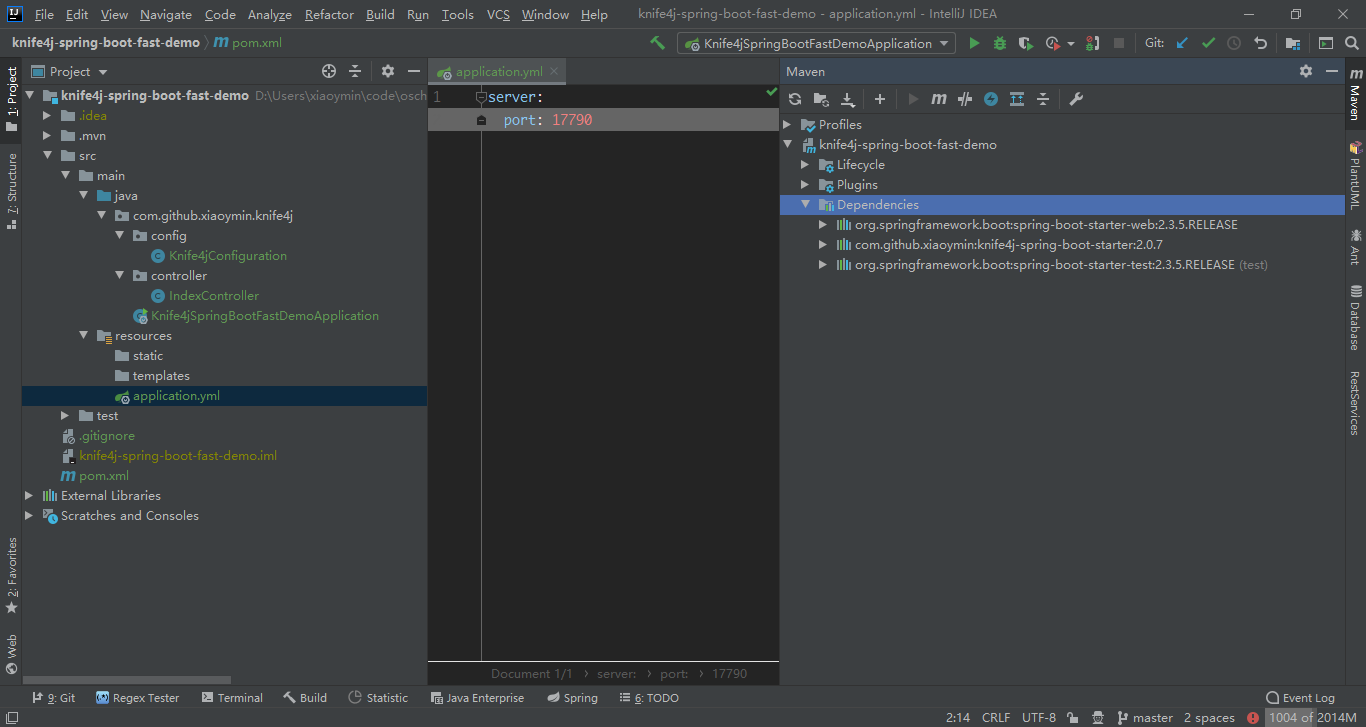 File Edit View Navigate Code Analyze Refactor Build Run Tools VCS Window Help knife4j-spring-boot-fast-demo - application.yml - IntelliJ IDEA
knife4j-spring-boot-fast-demo pom.xml Knife4jSpringBootFastDemoApplication Git:
1: Project
7: Structure
2: Favorites
Web
Project
knife4j-spring-boot-fast-demo D:\Users\xiaoymin\code\osch
.idea
.mvn
src
main
java
com.github.xiaoymin.knife4j
config
Knife4jConfiguration
controller
IndexController
Knife4jSpringBootFastDemoApplication
resources
static
templates
application.yml
test
.gitignore
knife4j-spring-boot-fast-demo.iml
pom.xml
External Libraries
Scratches and Consoles
application.yml
1 server:
port: 17790
Document 1/1 server: port: 17790
Maven
Profiles
knife4j-spring-boot-fast-demo
Lifecycle
Plugins
Dependencies
org.springframework.boot:spring-boot-starter-web:2.3.5.RELEASE
com.github.xiaoymin:knife4j-spring-boot-starter:2.0.7
org.springframework.boot:spring-boot-starter-test:2.3.5.RELEASE (test)
Maven
PlantUML
Ant
Database
RestServices
9: Git Regex Tester Terminal Build Statistic Java Enterprise Spring 6: TODO Event Log
2:14 CRLF UTF-8 master 2 spaces 1004 of 2014M